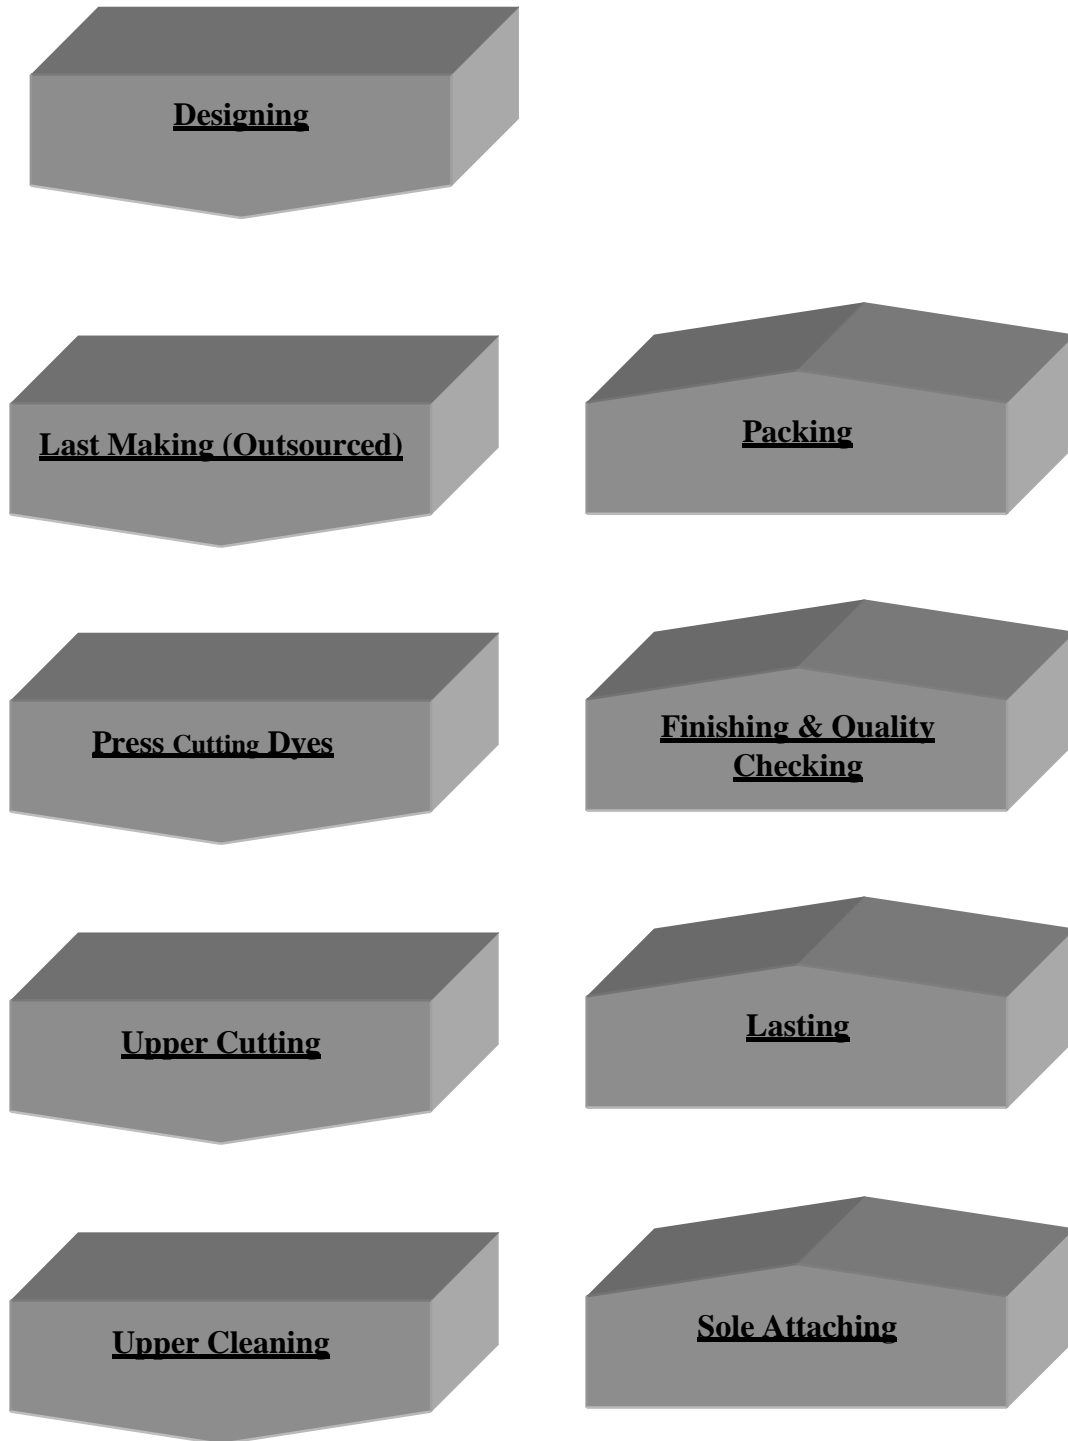 Designing
Last Making (Outsourced)
Packing
Press Cutting Dyes
Finishing & Quality
Checking
Upper Cutting
Lasting
Upper Cleaning
Sole Attaching